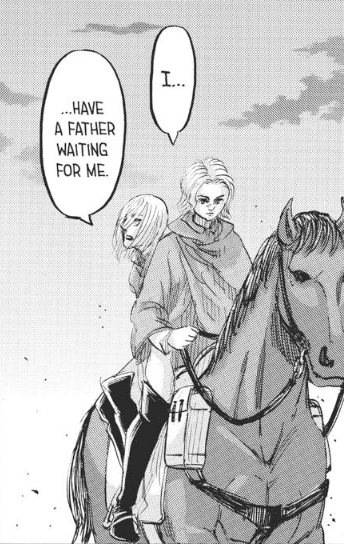 I...
...HAVE
A FATHER
WAITING
FOR ME.